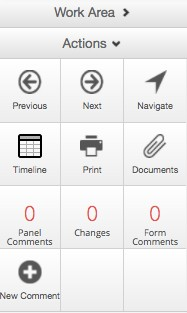 Work Area
Actions
Previous Next Navigate
Timeline Print Documents
0 0 0
Panel Comments Changes Form Comments
New Comment